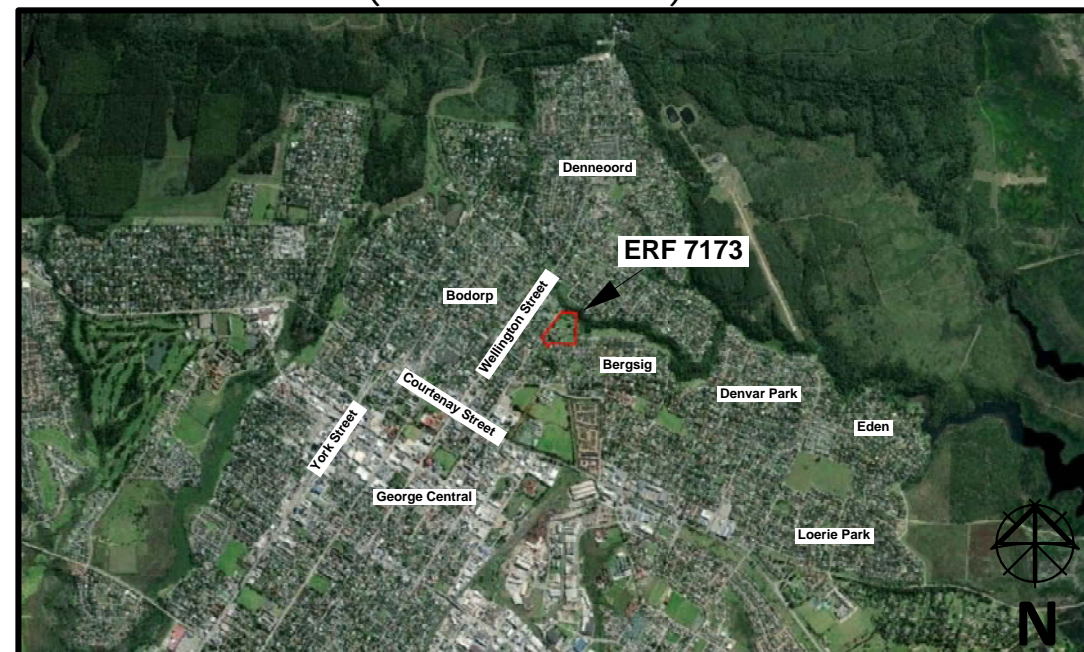 Denneoord
ERF 7173
Bodorp
Wellington Street
Bergsig
Courtenay Street
Denvar Park
Eden
York Street
George Central
Loerie Park
N